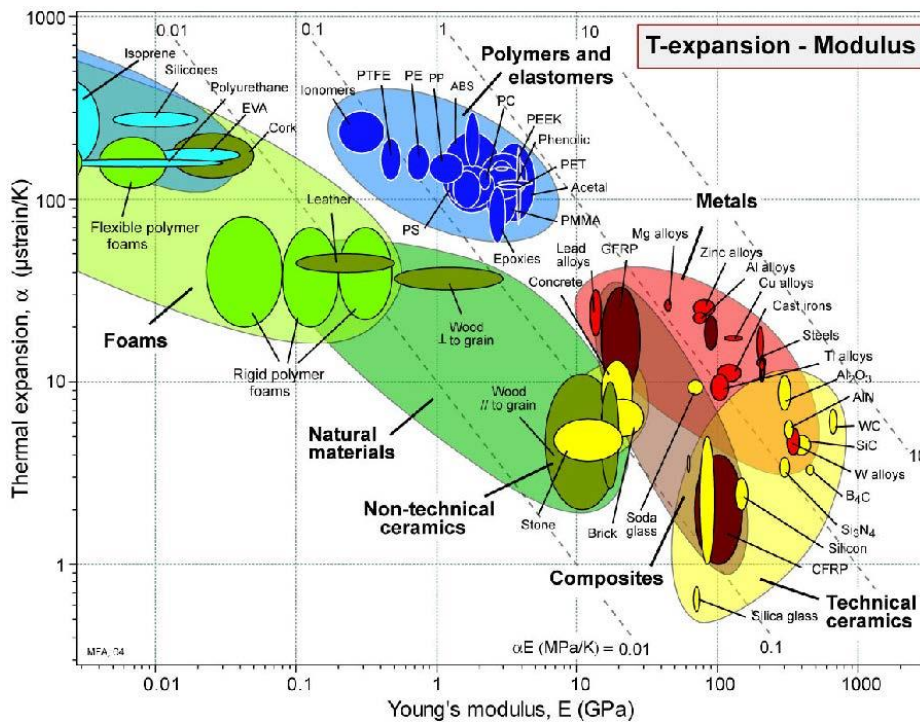 T-expansion - Modulus
1000
100
10
1
Thermal expansion, α (μstrain/K)
0.01
0.1
1
10
100
1000
Young's modulus, E (GPa)
0.01
0.1
1
10
Isoprene
Silicones
Polyurethane
EVA
Cork
Flexible polymer
foams
Leather
Foams
Rigid polymer
foams
Ionomers
PTFE
PE
PP
ABS
Polymers and
elastomers
PC
PEEK
Phenolic
PET
Acetal
PMMA
PS
Epoxies
Wood
⊥ to grain
Wood
// to grain
Natural
materials
Non-technical
ceramics
Stone
Brick
Soda
glass
Concrete
Lead
alloys
GFRP
Metals
Mg alloys
Zinc alloys
Al alloys
Cu alloys
Cast irons
Steels
Ti alloys
Al₂O₃
AlN
WC
SiC
W alloys
B₄C
Si₃N₄
Silicon
CFRP
Composites
Technical
ceramics
Silica glass
αE (MPa/K) = 0.01
0.1
10
MFA, 04